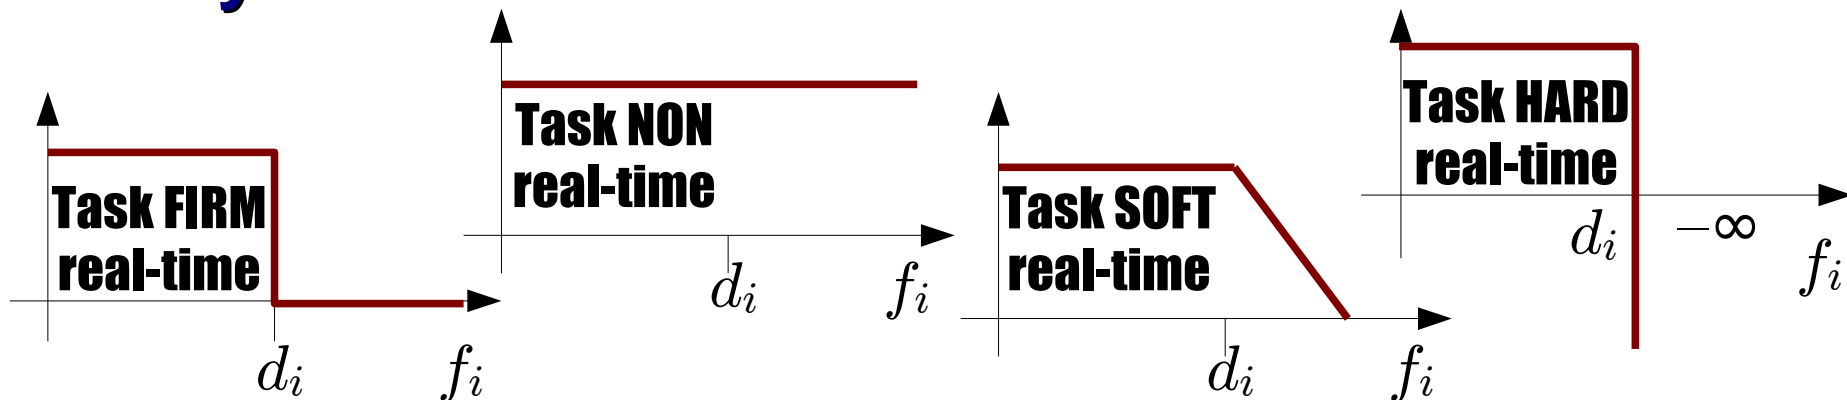 Task FIRM
real-time
d_i
f_i
Task NON
real-time
d_i
f_i
Task SOFT
real-time
d_i
f_i
Task HARD
real-time
d_i
−∞
f_i